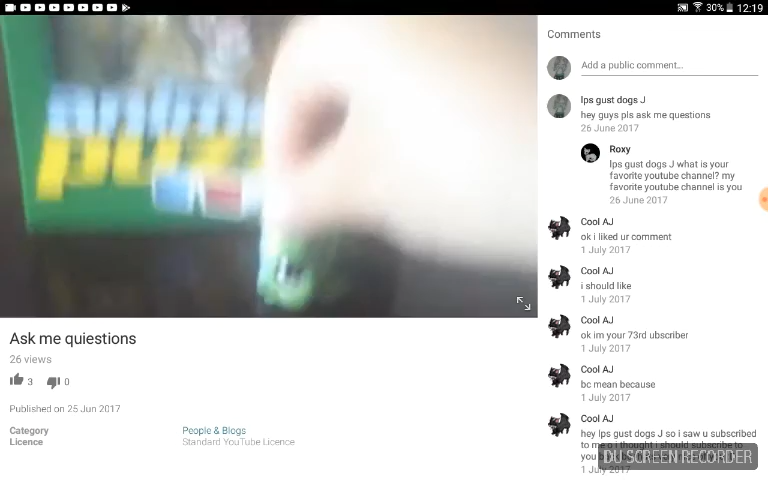 30% 12:19
Comments
Add a public comment...
lps gust dogs J
hey guys pls ask me questions
26 June 2017
Roxy
lps gust dogs J what is your
favorite youtube channel? my
favorite youtube channel is you
26 June 2017
Cool AJ
ok i liked ur comment
1 July 2017
Cool AJ
i should like
1 July 2017
Cool AJ
ok im your 73rd ubscriber
1 July 2017
Cool AJ
bc mean because
1 July 2017
Cool AJ
hey lps gust dogs J so i saw u subscribed
to me o i thought i should subscribe to
you
1 July 2017
DU SCREEN RECORDER
Ask me quiestions
26 views
3 0
Published on 25 Jun 2017
Category People & Blogs
Licence Standard YouTube Licence